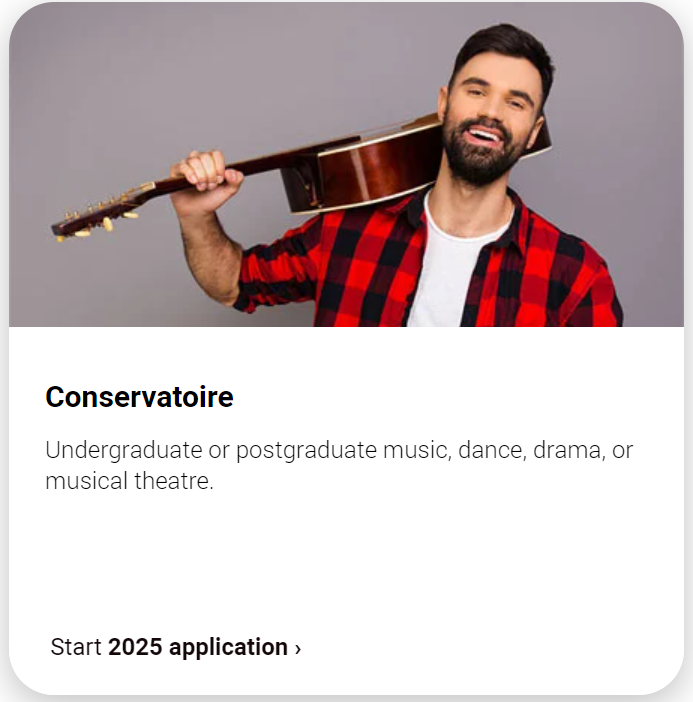 Conservatoire
Undergraduate or postgraduate music, dance, drama, or
musical theatre.
Start 2025 application ›